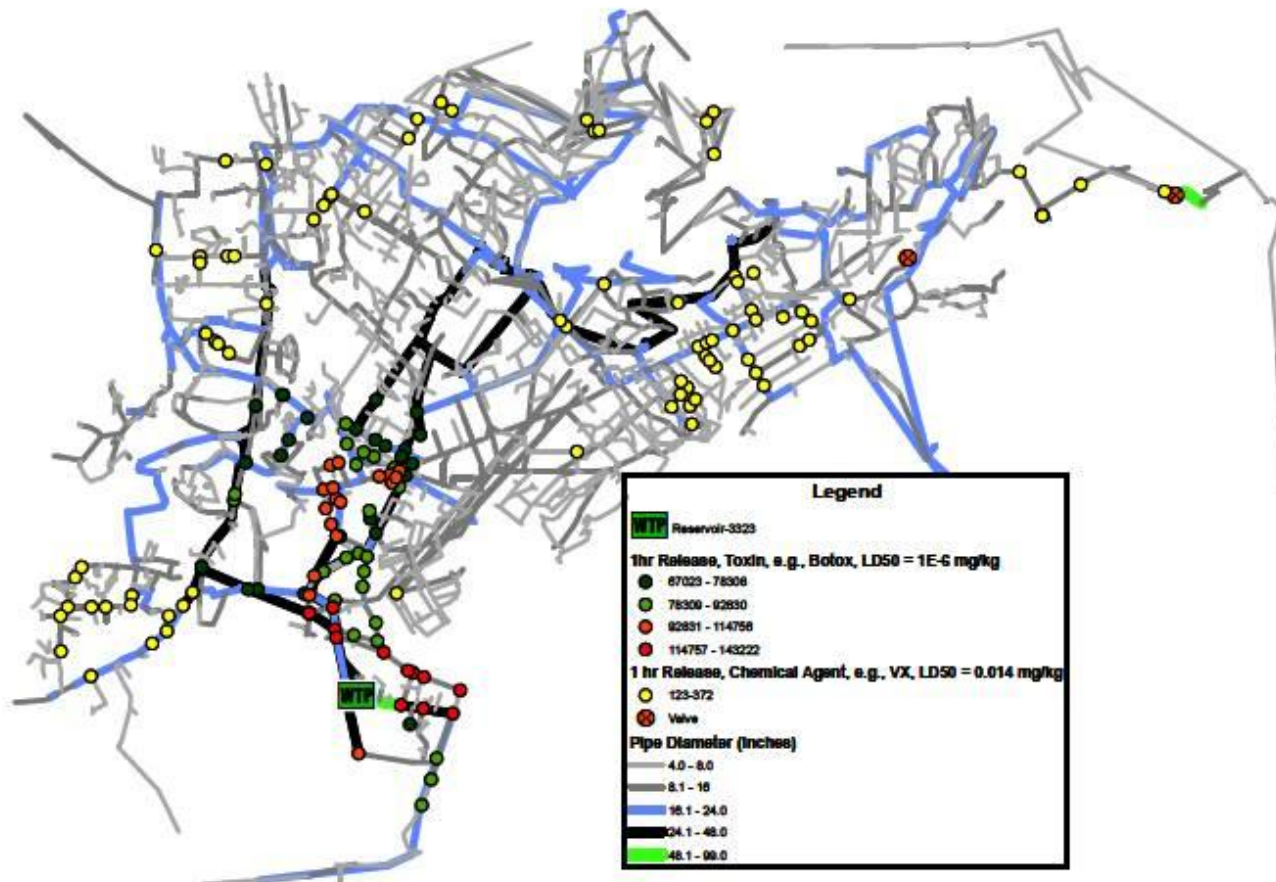 WTP
Legend
WTP Reservoir-3323
1hr Release, Toxin, e.g., Botox, LD50 = 1E-6 mg/kg
67023 - 78308
78309 - 92830
92831 - 114756
114757 - 143222
1 hr Release, Chemical Agent, e.g., VX, LD50 = 0.014 mg/kg
123-372
Valve
Pipe Diameter (Inches)
4.0 - 8.0
8.1 - 16
16.1 - 24.0
24.1 - 48.0
48.1 - 99.0